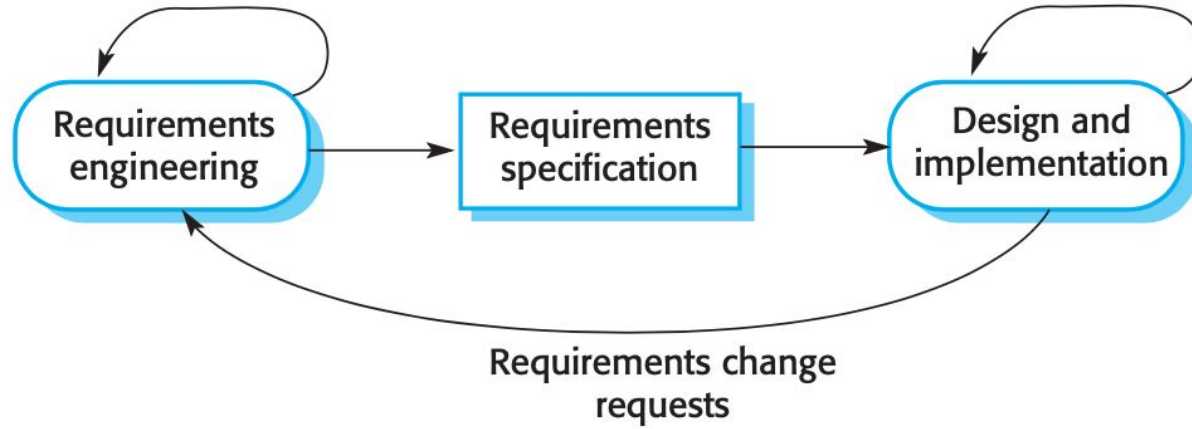 Requirements
engineering
Requirements
specification
Design and
implementation
Requirements change
requests